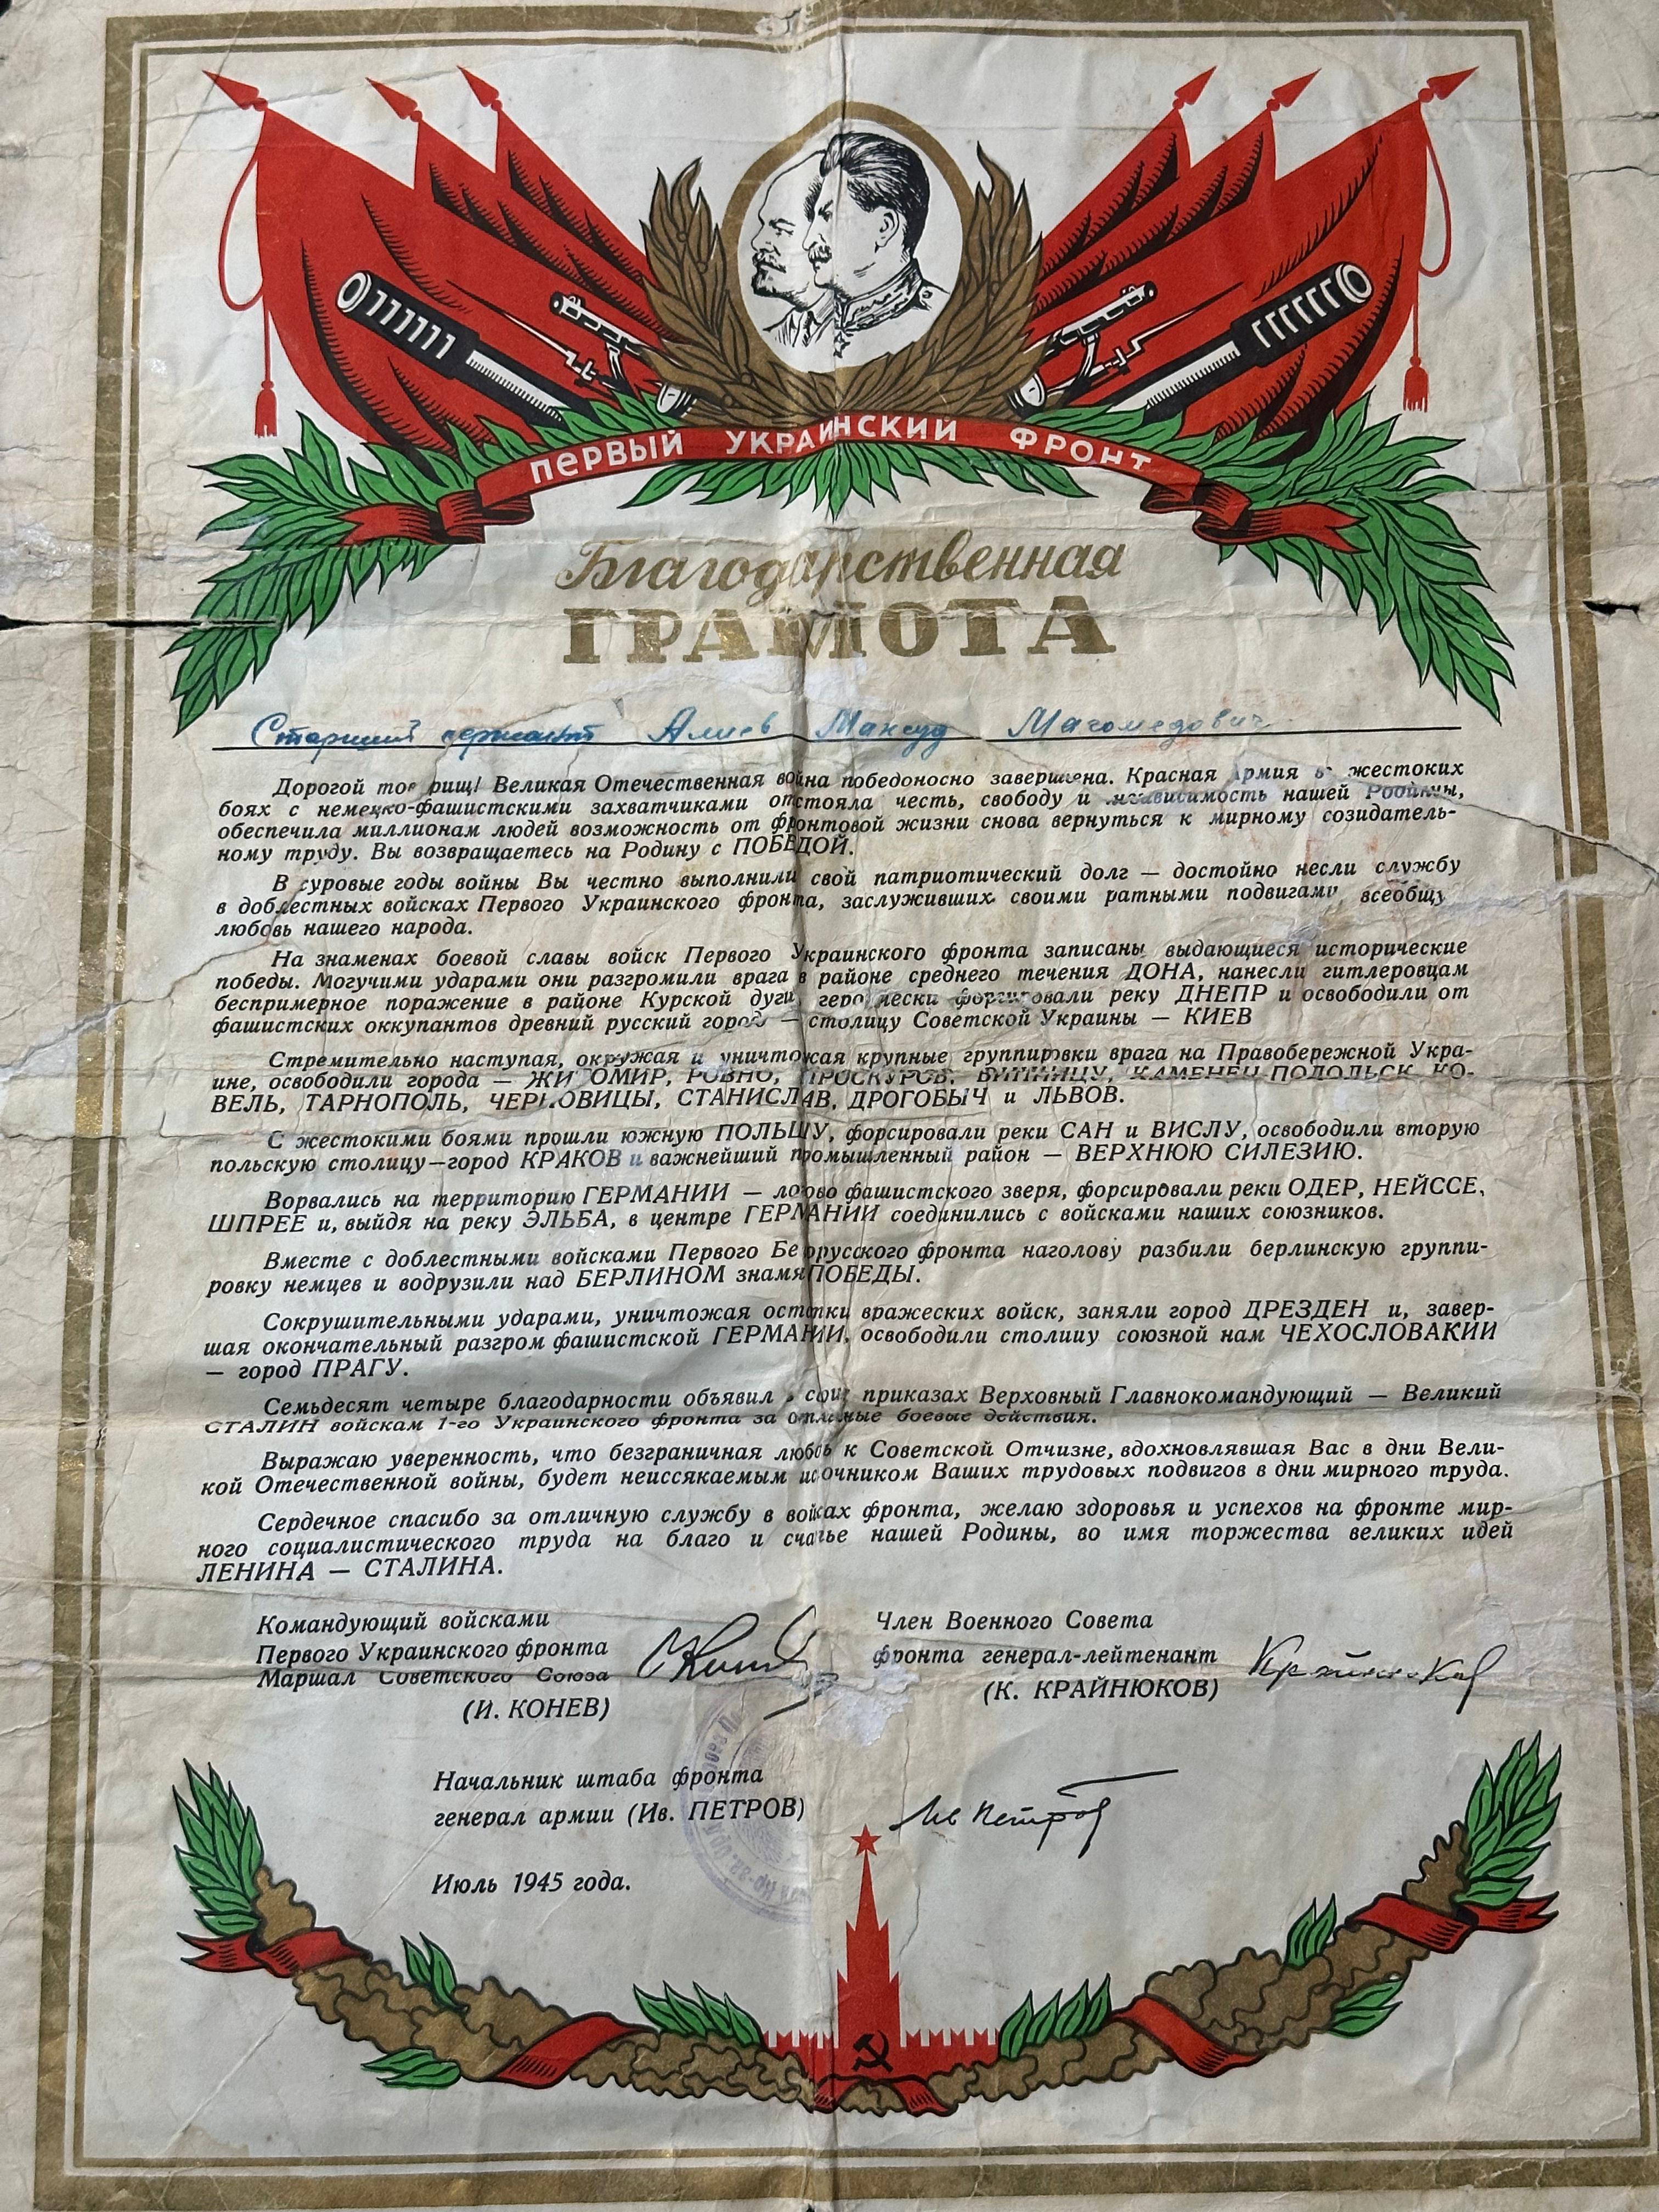 ПЕРВЫЙ УКРАИНСКИЙ ФРОНТ
Благодарственная
ГРАМОТА
Старший сержант Алиев Максуд Магомедович
Дорогой товарищ! Великая Отечественная война победоносно завершена. Красная Армия в жестоких
боях с немецко-фашистскими захватчиками отстояла честь, свободу и независимость нашей Родины,
обеспечила миллионам людей возможность от фронтовой жизни снова вернуться к мирному созидатель-
ному труду. Вы возвращаетесь на Родину с ПОБЕДОЙ.
В суровые годы войны Вы честно выполнили свой патриотический долг — достойно несли службу
в доблестных войсках Первого Украинского фронта, заслуживших своими ратными подвигами всеобщую
любовь нашего народа.
На знаменах боевой славы войск Первого Украинского фронта записаны выдающиеся исторические
победы. Могучими ударами они разгромили врага в районе среднего течения ДОНА, нанесли гитлеровцам
беспримерное поражение в районе Курской дуги, героически форсировали реку ДНЕПР и освободили от
фашистских оккупантов древний русский город — столицу Советской Украины — КИЕВ
Стремительно наступая, окружая и уничтожая крупные группировки врага на Правобережной Укра-
ине, освободили города — ЖИТОМИР, РОВНО, ПРОСКУРОВ, ВИННИЦУ, КАМЕНЕЦ-ПОДОЛЬСК, КО-
ВЕЛЬ, ТАРНОПОЛЬ, ЧЕРНОВИЦЫ, СТАНИСЛАВ, ДРОГОБЫЧ и ЛЬВОВ.
С жестокими боями прошли южную ПОЛЬШУ, форсировали реки САН и ВИСЛУ, освободили вторую
польскую столицу—город КРАКОВ и важнейший промышленный район — ВЕРХНЮЮ СИЛЕЗИЮ.
Ворвались на территорию ГЕРМАНИИ — логово фашистского зверя, форсировали реки ОДЕР, НЕЙССЕ,
ШПРЕЕ и, выйдя на реку ЭЛЬБА, в центре ГЕРМАНИИ соединились с войсками наших союзников.
Вместе с доблестными войсками Первого Белорусского фронта наголову разбили берлинскую группи-
ровку немцев и водрузили над БЕРЛИНОМ знамя ПОБЕДЫ.
Сокрушительными ударами, уничтожая остатки вражеских войск, заняли город ДРЕЗДЕН и, завер-
шая окончательный разгром фашистской ГЕРМАНИИ, освободили столицу союзной нам ЧЕХОСЛОВАКИИ
— город ПРАГУ.
Семьдесят четыре благодарности объявил в своих приказах Верховный Главнокомандующий — Великий
СТАЛИН войскам 1-го Украинского фронта за отличные боевые действия.
Выражаю уверенность, что безграничная любовь к Советской Отчизне, вдохновлявшая Вас в дни Вели-
кой Отечественной войны, будет неиссякаемым источником Ваших трудовых подвигов в дни мирного труда.
Сердечное спасибо за отличную службу в войсках фронта, желаю здоровья и успехов на фронте мир-
ного социалистического труда на благо и счастье нашей Родины, во имя торжества великих идей
ЛЕНИНА — СТАЛИНА.
Командующий войсками
Первого Украинского фронта
Маршал Советского Союза
(И. КОНЕВ)
Член Военного Совета
фронта генерал-лейтенант
(К. КРАЙНЮКОВ)
Крайнюков
Начальник штаба фронта
генерал армии (Ив. ПЕТРОВ)
Ив Петров
Июль 1945 года.